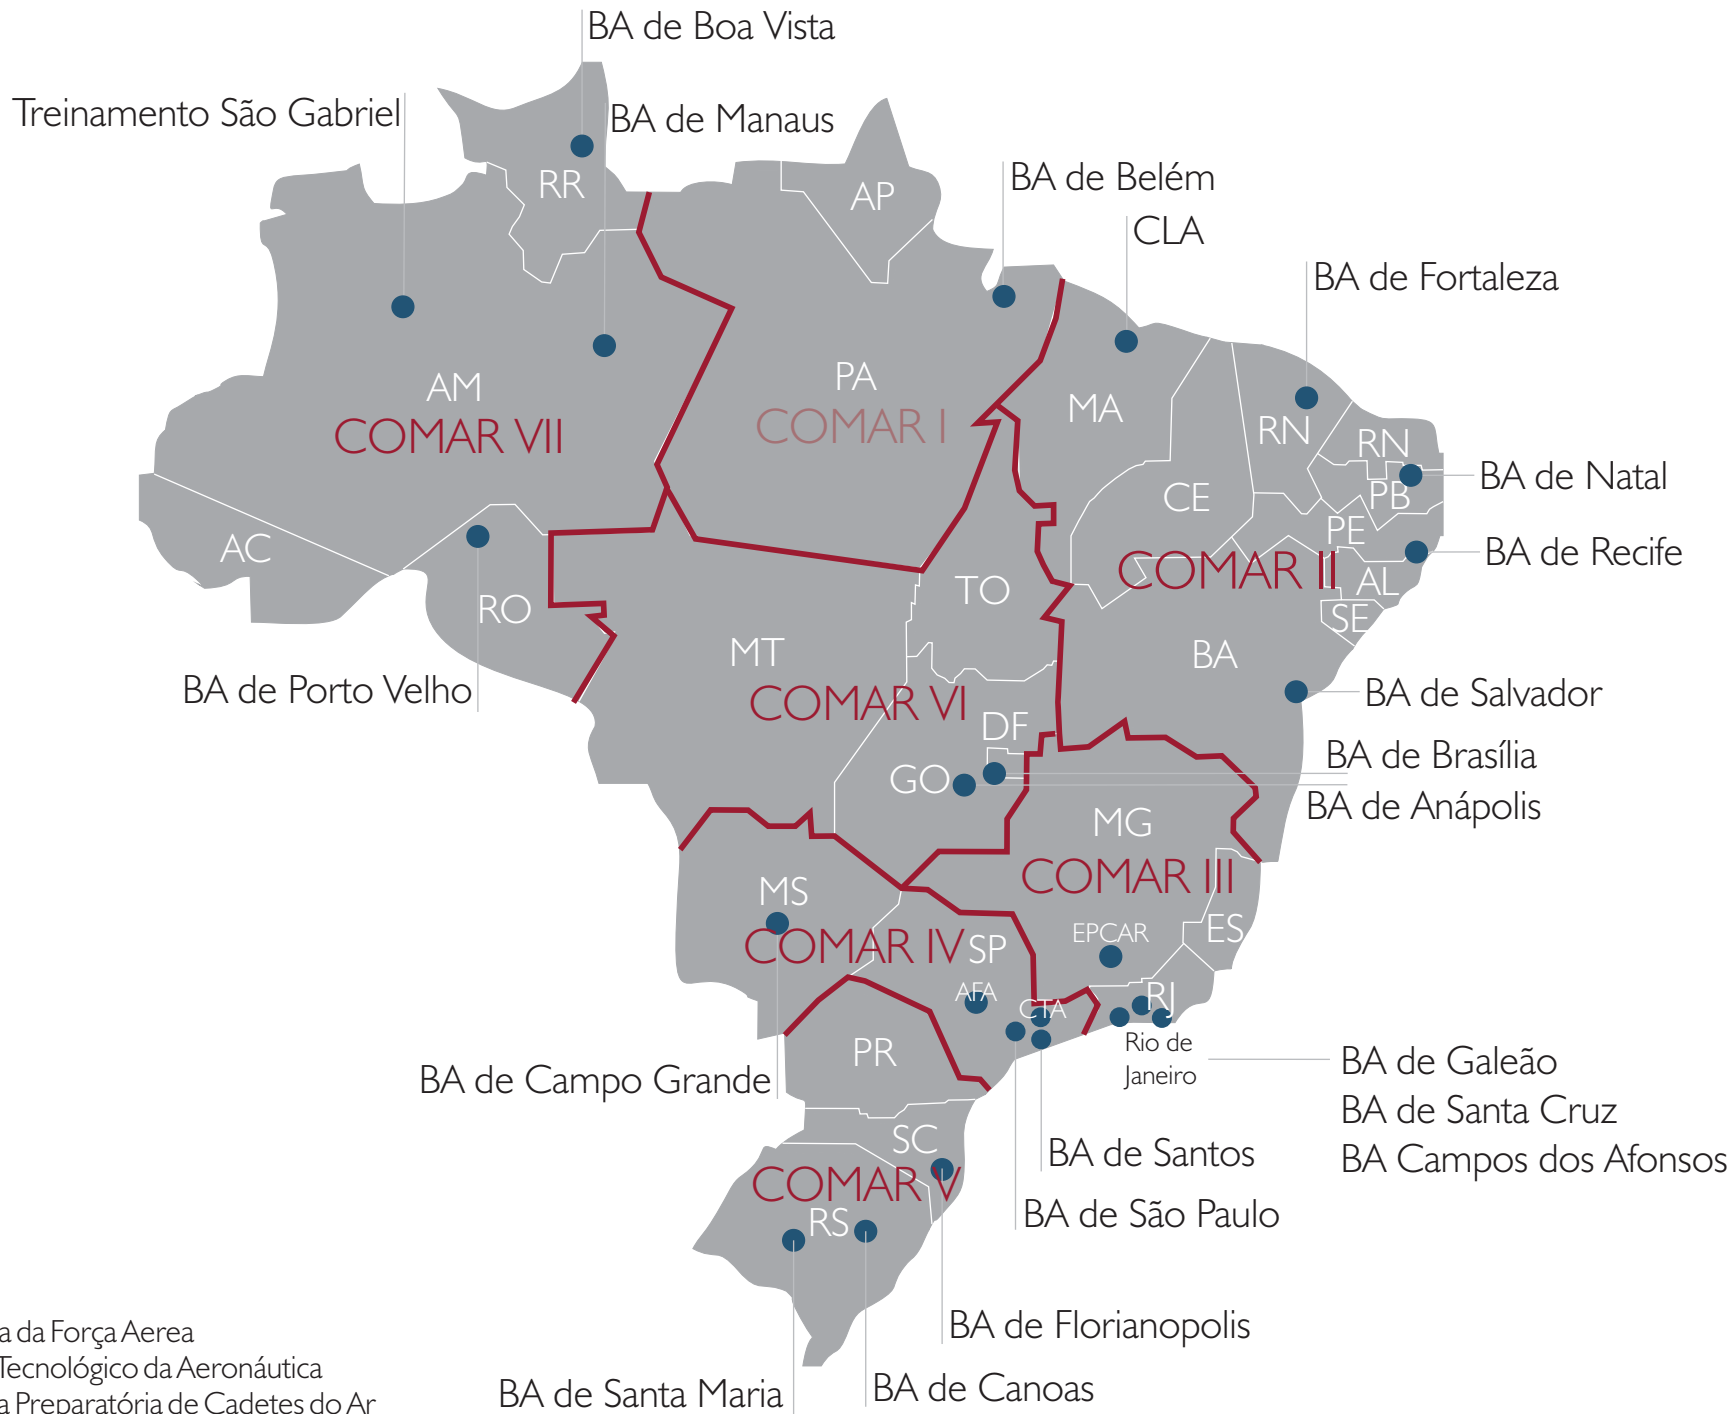 BA de Boa Vista
Treinamento São Gabriel
BA de Manaus
RR
AP
BA de Belém
CLA
BA de Fortaleza
AM
COMAR VII
PA
COMAR I
MA
RN
RN
BA de Natal
PB
CE
PE
BA de Recife
AC
COMAR II
AL
TO
RO
SE
MT
BA
BA de Porto Velho
COMAR VI
BA de Salvador
DF
BA de Brasília
GO
BA de Anápolis
MG
COMAR III
MS
EPCAR
ES
COMAR IV
SP
AFA
CTA
RJ
Rio de
Janeiro
PR
BA de Galeão
BA de Campo Grande
BA de Santa Cruz
SC
BA de Santos
BA Campos dos Afonsos
COMAR V
BA de São Paulo
RS
BA de Florianopolis
a da Força Aerea
Tecnológico da Aeronáutica
a Preparatória de Cadetes do Ar
BA de Santa Maria
BA de Canoas